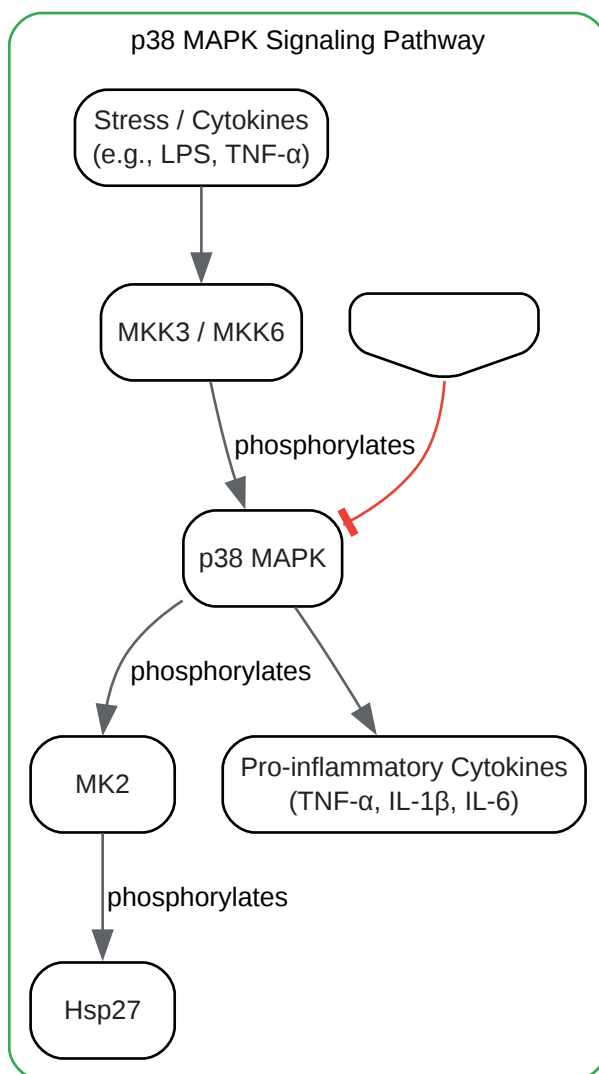 p38 MAPK Signaling Pathway
Stress / Cytokines
(e.g., LPS, TNF-α)
MKK3 / MKK6
phosphorylates
p38 MAPK
phosphorylates
MK2
Pro-inflammatory Cytokines
(TNF-α, IL-1β, IL-6)
phosphorylates
Hsp27